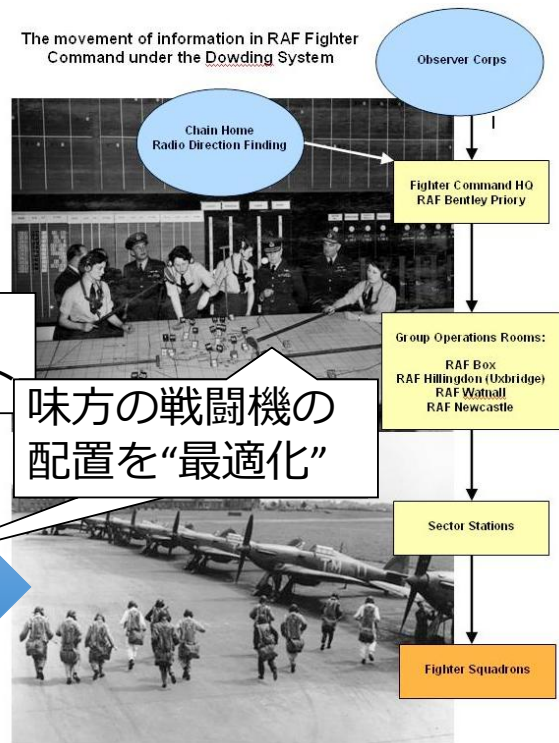 The movement of information in RAF Fighter
Command under the Dowding System
Observer Corps
Chain Home
Radio Direction Finding
Fighter Command HQ
RAF Bentley Priory
Group Operations Rooms:
RAF Box
RAF Hillingdon (Uxbridge)
RAF Watnall
RAF Newcastle
味方の戦闘機の
配置を“最適化”
Sector Stations
Fighter Squadrons